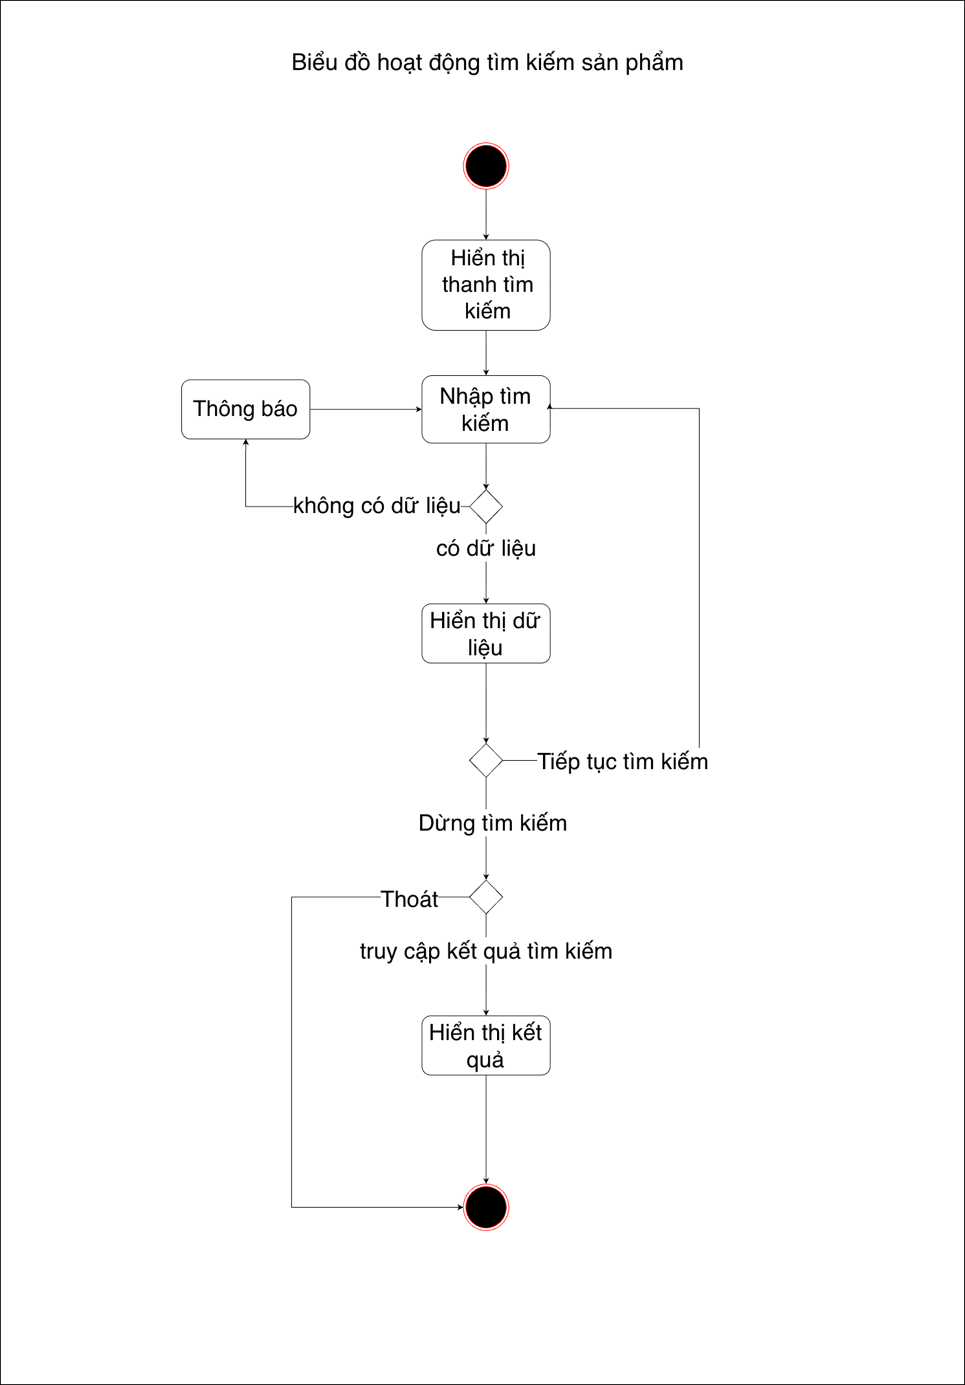 Biểu đồ hoạt động tìm kiếm sản phẩm
Hiển thị
thanh tìm
kiếm
Thông báo
Nhập tìm
kiếm
không có dữ liệu
có dữ liệu
Hiển thị dữ
liệu
Tiếp tục tìm kiếm
Dừng tìm kiếm
Thoát
truy cập kết quả tìm kiếm
Hiển thị kết
quả